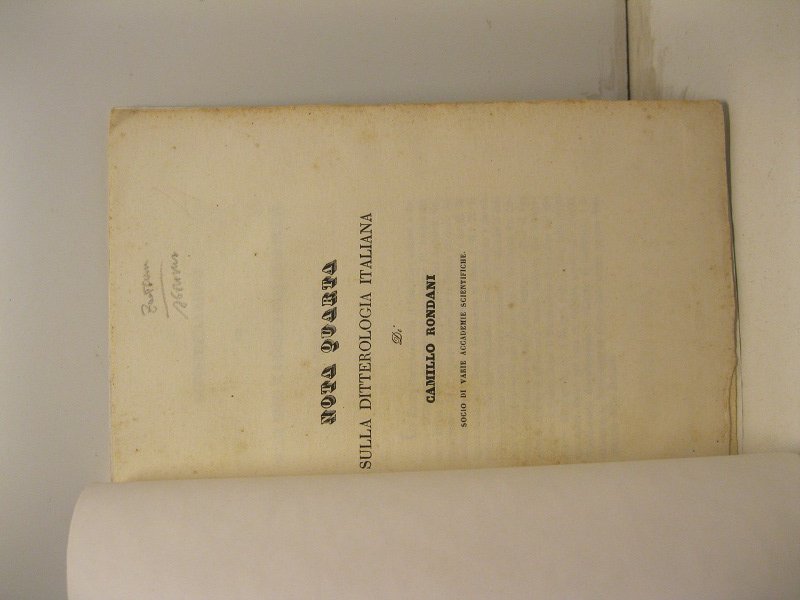 NOTA QUARTA
SULLA DITTEROLOGIA ITALIANA
Di
CAMILLO RONDANI
SOCIO DI VARIE ACCADEMIE SCIENTIFICHE.